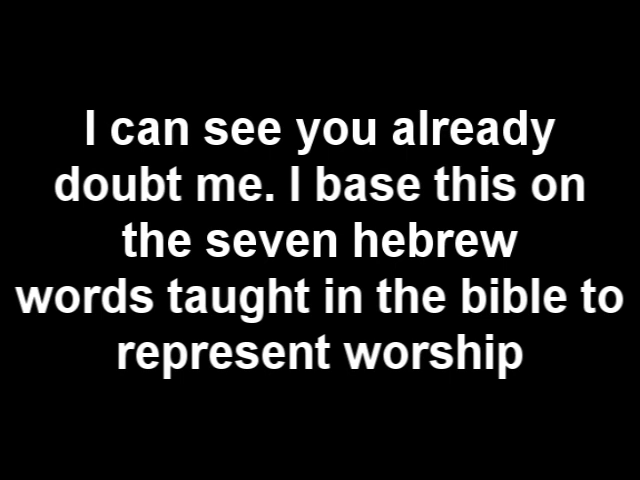 I can see you already
doubt me. I base this on
the seven hebrew
words taught in the bible to
represent worship